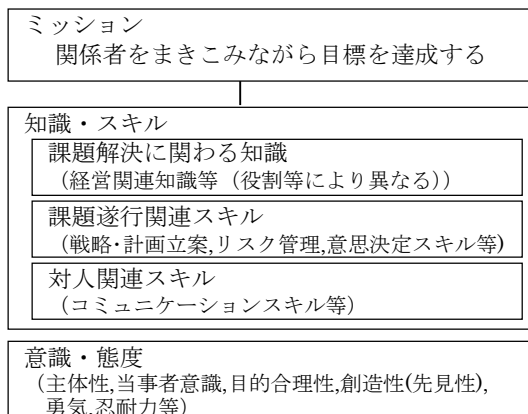 ミッション
関係者をまきこみながら目標を達成する
知識・スキル
課題解決に関わる知識
（経営関連知識等（役割等により異なる））
課題遂行関連スキル
（戦略・計画立案,リスク管理,意思決定スキル等）
対人関連スキル
（コミュニケーションスキル等）
意識・態度
（主体性,当事者意識,目的合理性,創造性(先見性),
勇気,忍耐力等）